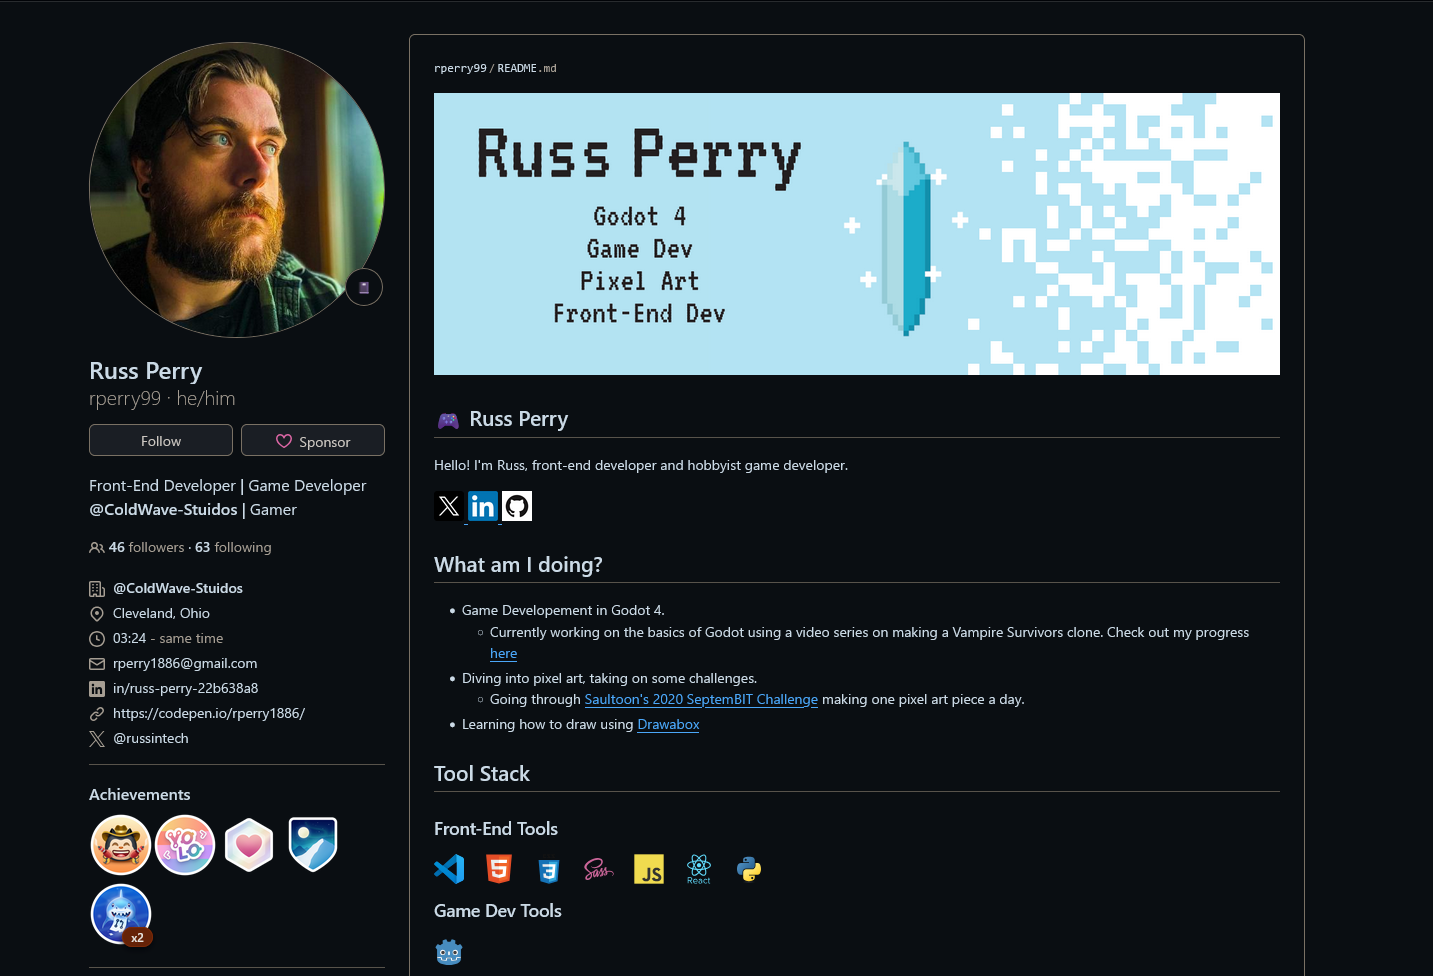 Russ Perry
rperry99 · he/him
Follow
Sponsor
Front-End Developer | Game Developer
@ColdWave-Stuidos | Gamer
46 followers · 63 following
@ColdWave-Stuidos
Cleveland, Ohio
03:24 - same time
rperry1886@gmail.com
in/russ-perry-22b638a8
https://codepen.io/rperry1886/
@russintech
Achievements
YO
LO
x2
rperry99/README.md
Russ Perry
Godot 4
Game Dev
Pixel Art
Front-End Dev
Russ Perry
Hello! I'm Russ, front-end developer and hobbyist game developer.
X in
What am I doing?
Game Developement in Godot 4.
Currently working on the basics of Godot using a video series on making a Vampire Survivors clone. Check out my progress
here
Diving into pixel art, taking on some challenges.
Going through Saultoon's 2020 SeptemBIT Challenge making one pixel art piece a day.
Learning how to draw using Drawabox
Tool Stack
Front-End Tools
5 3 Sass JS React
Game Dev Tools